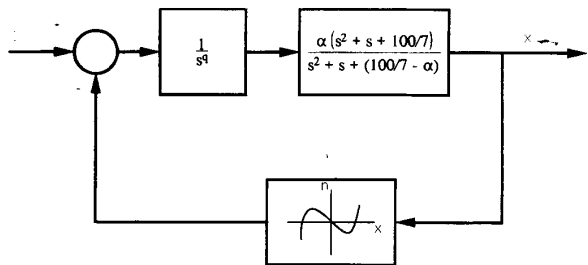 x
1
s^q
α (s² + s + 100/7)
s² + s + (100/7 - α)
n
x